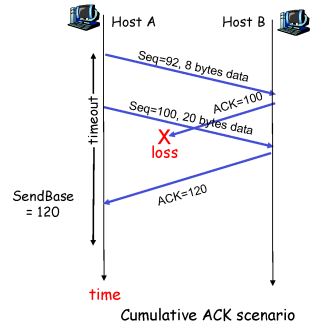 Host A
Host B
Seq=92, 8 bytes data
ACK=100
Seq=100, 20 bytes data
timeout
X
loss
ACK=120
SendBase
= 120
time
Cumulative ACK scenario